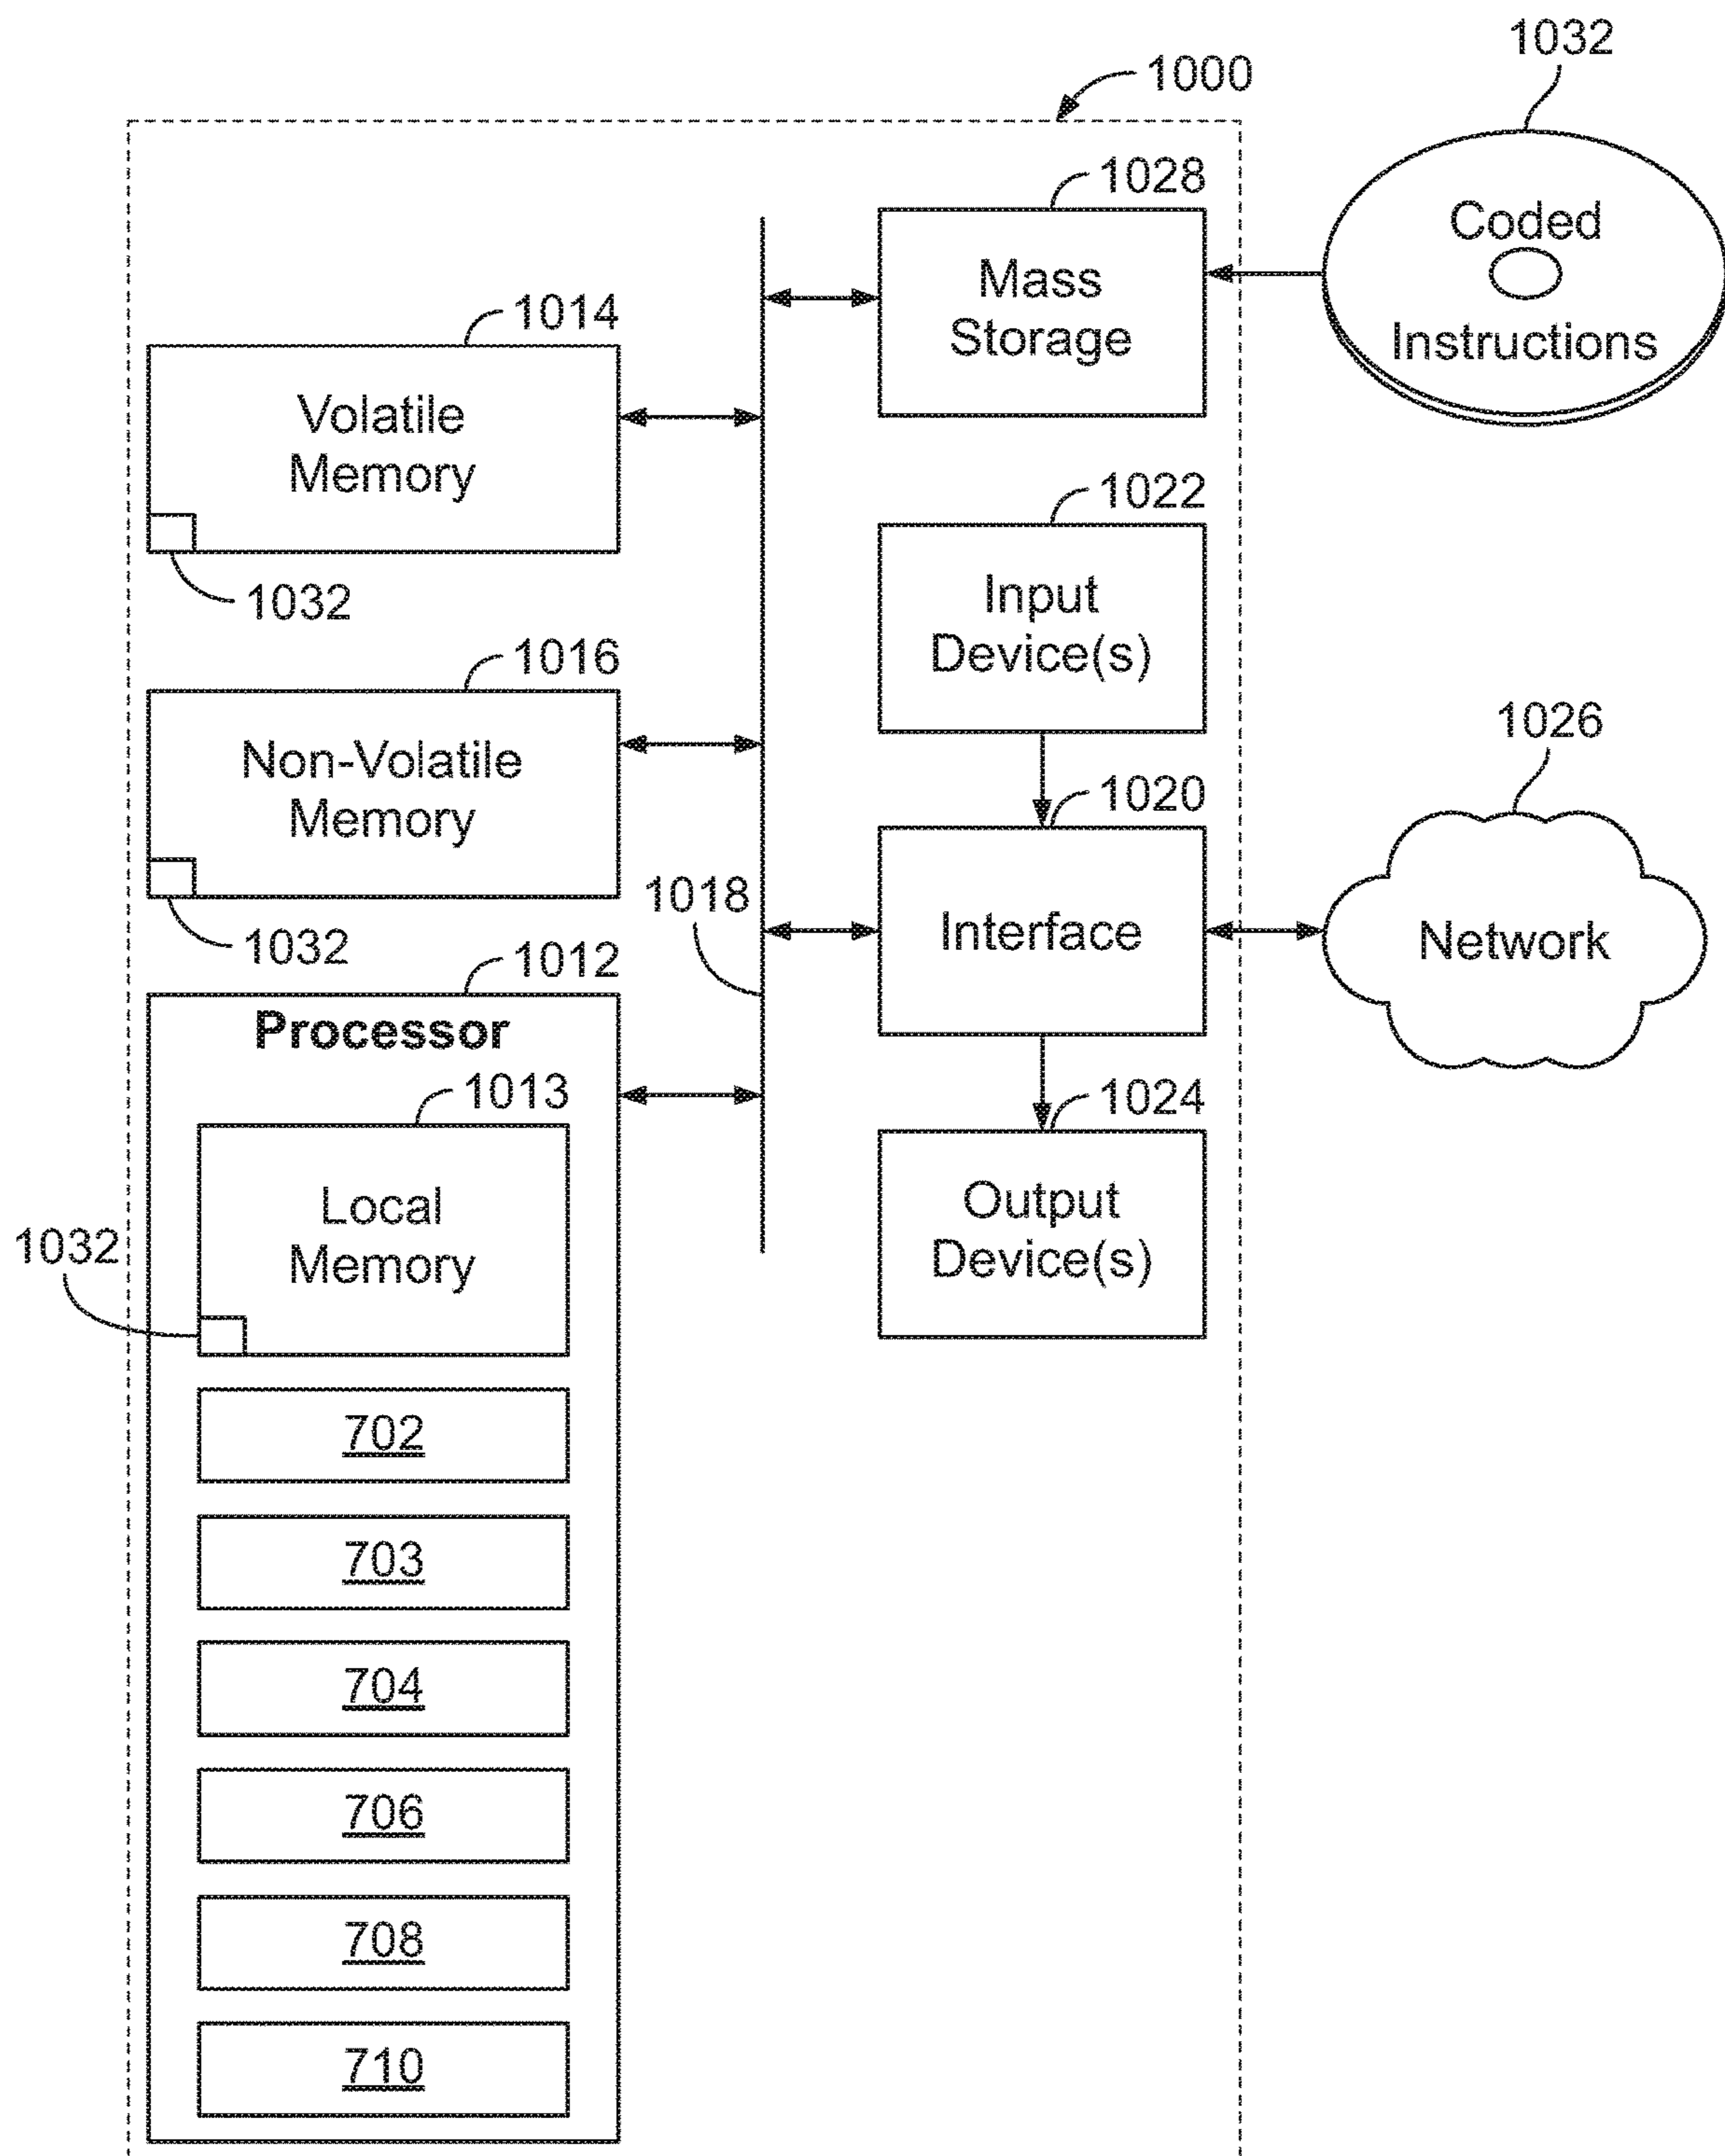 1000
1032
Coded
Instructions
1028
Mass
Storage
1014
Volatile
Memory
1032
1022
Input
Device(s)
1016
Non-Volatile
Memory
1032
1026
Network
1020
Interface
1018
1012
Processor
1013
Local
Memory
1032
1024
Output
Device(s)
702
703
704
706
708
710